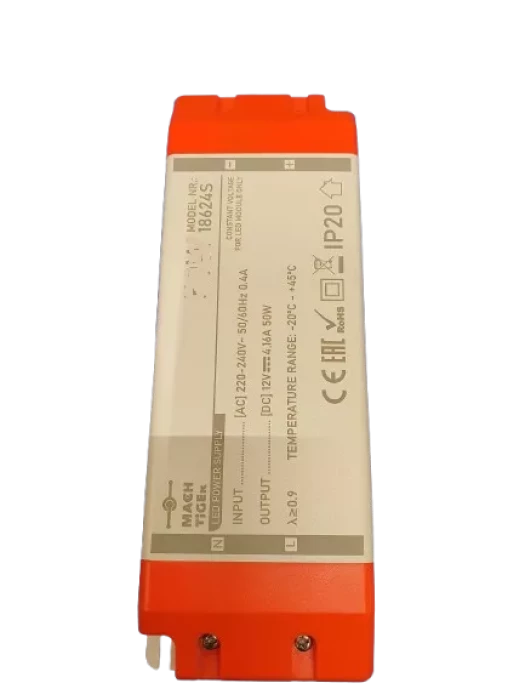 MACH
TiGER
LED POWER SUPPLY
MODEL NR.:
18624S
INPUT ................. [AC] 220-240V~ 50/60Hz 0.4A
OUTPUT .............. [DC] 12V 4.16A 50W
λ≥0.9 TEMPERATURE RANGE: -20°C - +45°C
CONSTANT VOLTAGE
FOR LED MODULE ONLY
CE EAC RoHS IP20
N
L
-
+